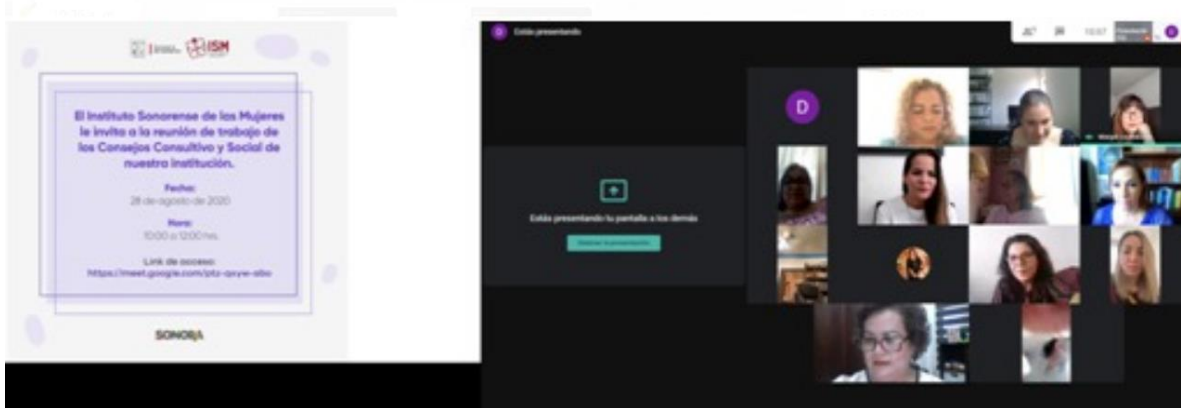 ISM
El Instituto Sonorense de las Mujeres
le invita a la reunión de trabajo de
los Consejos Consultivo y Social de
nuestra institución.
Fecha:
28 de agosto de 2020
Hora:
10:00 a 12:00 hrs.
Link de acceso:
SONORA
D
Estás presentando
D
Estás presentando tu pantalla a los demás